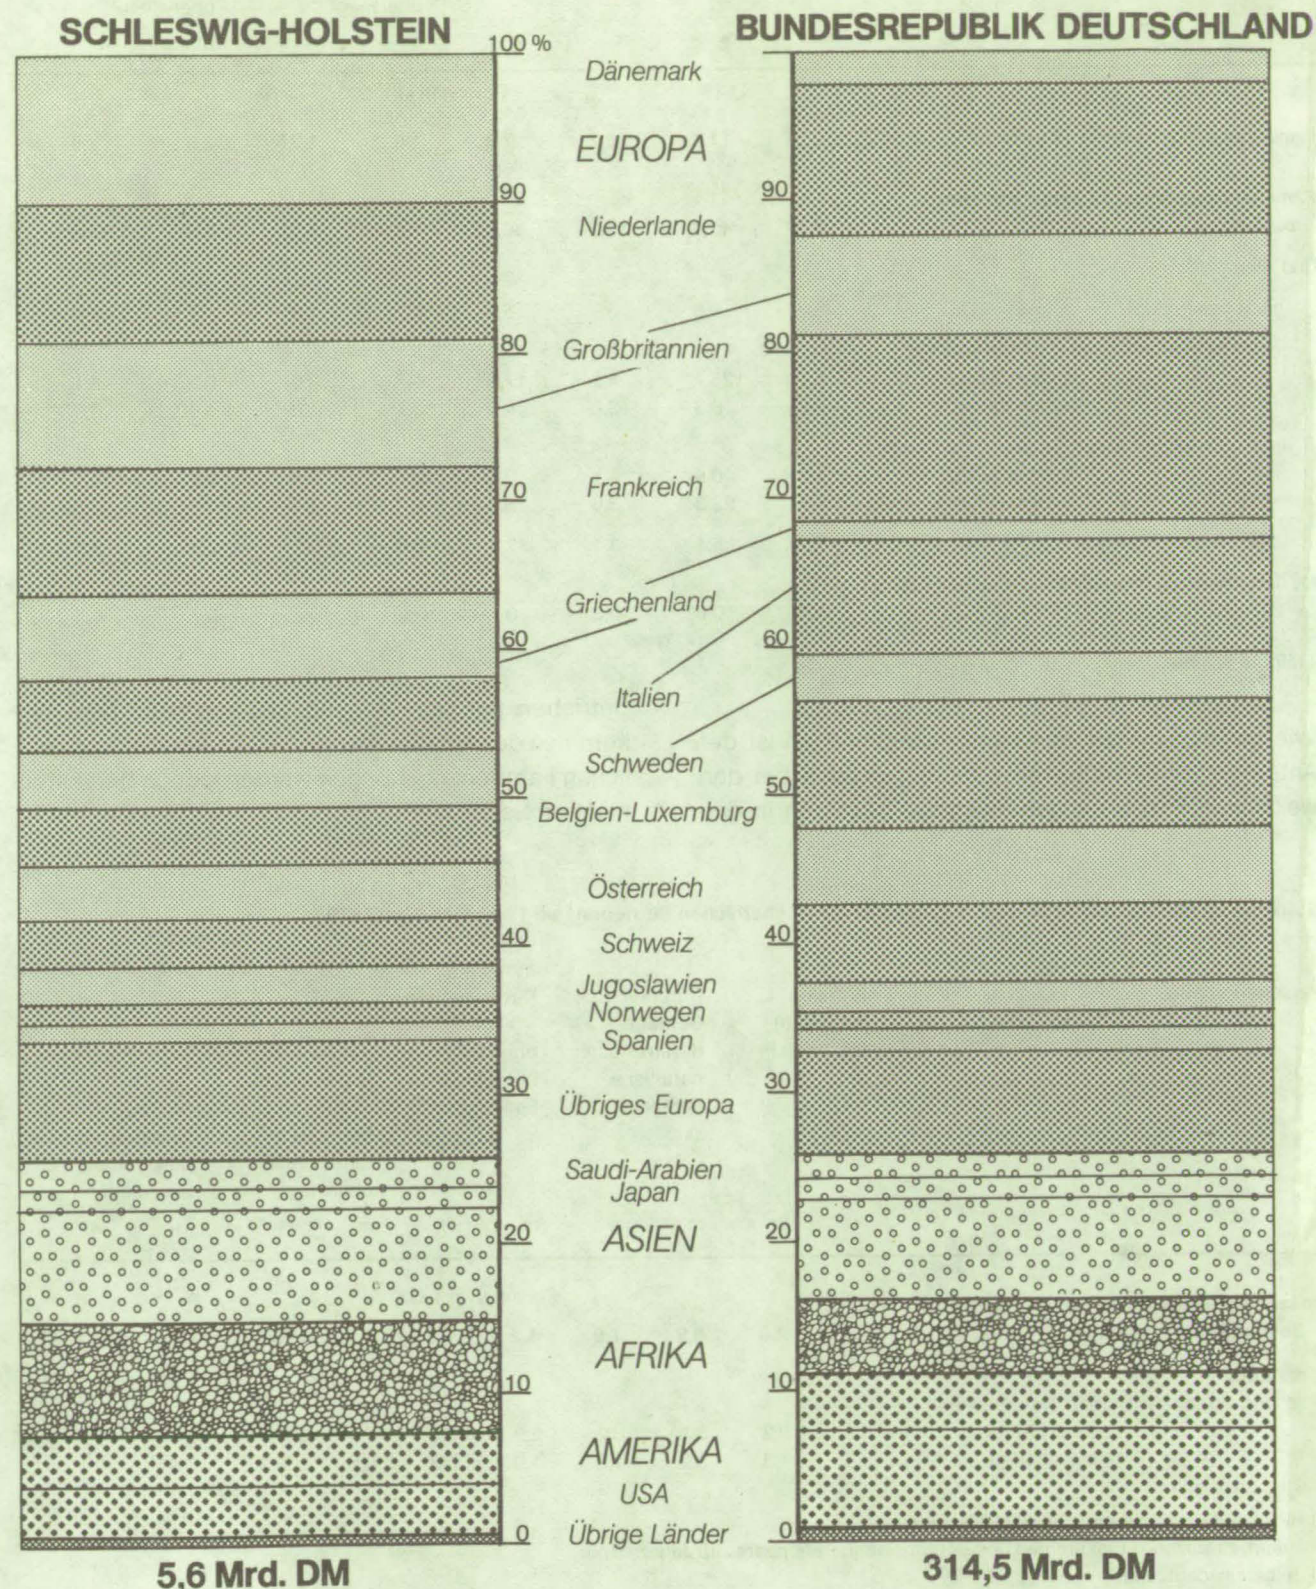 SCHLESWIG-HOLSTEIN
BUNDESREPUBLIK DEUTSCHLAND
100 %
Dänemark
EUROPA
90
90
Niederlande
Großbritannien
80
80
Frankreich
70
70
Griechenland
60
60
Italien
Schweden
50
50
Belgien-Luxemburg
Österreich
40
40
Schweiz
Jugoslawien
Norwegen
Spanien
30
30
Übriges Europa
Saudi-Arabien
Japan
20
20
ASIEN
AFRIKA
10
10
AMERIKA
USA
0
0
Übrige Länder
5,6 Mrd. DM
314,5 Mrd. DM